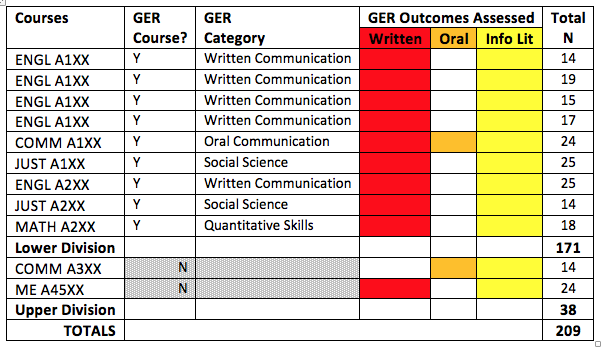 Courses GER Course? GER Category GER Outcomes Assessed Total N
Written Oral Info Lit
ENGL A1XX Y Written Communication 14
ENGL A1XX Y Written Communication 19
ENGL A1XX Y Written Communication 15
ENGL A1XX Y Written Communication 17
COMM A1XX Y Oral Communication 24
JUST A1XX Y Social Science 25
ENGL A2XX Y Written Communication 25
JUST A2XX Y Social Science 14
MATH A2XX Y Quantitative Skills 18
Lower Division 171
COMM A3XX N 14
ME A45XX N 24
Upper Division 38
TOTALS 209